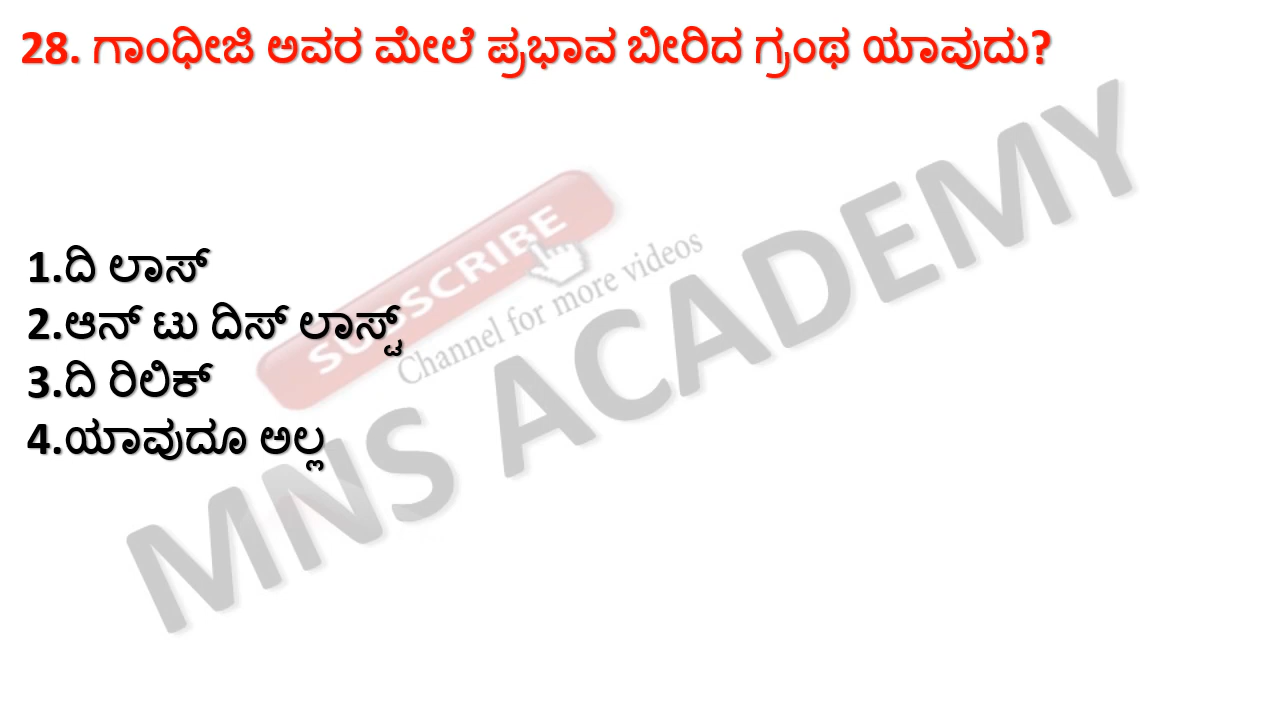 28. ಗಾಂಧೀಜಿ ಅವರ ಮೇಲೆ ಪ್ರಭಾವ ಬೀರಿದ ಗ್ರಂಥ ಯಾವುದು?
SUBSCRIBE
Channel for more videos
MNS ACADEMY
1.ದಿ ಲಾಸ್
2.ಆನ್ ಟು ದಿಸ್ ಲಾಸ್ಟ್
3.ದಿ ರಿಲಿಕ್
4.ಯಾವುದೂ ಅಲ್ಲ